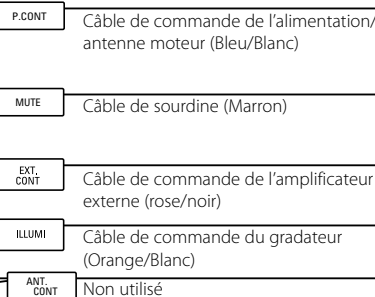 P.CONT
Câble de commande de l'alimentation/
antenne moteur (Bleu/Blanc)
MUTE
Câble de sourdine (Marron)
EXT.
CONT
Câble de commande de l'amplificateur
externe (rose/noir)
ILLUMI
Câble de commande du gradateur
(Orange/Blanc)
ANT.
CONT
Non utilisé